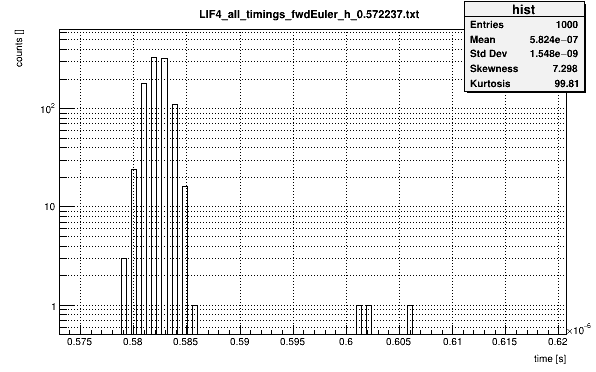 LIF4_all_timings_fwdEuler_h_0.572237.txt
hist
Entries 1000
Mean 5.824e−07
Std Dev 1.548e−09
Skewness 7.298
Kurtosis 99.81
counts []
10²
10
1
0.575 0.58 0.585 0.59 0.595 0.6 0.605 0.61 0.615 0.62
×10⁻⁶
time [s]